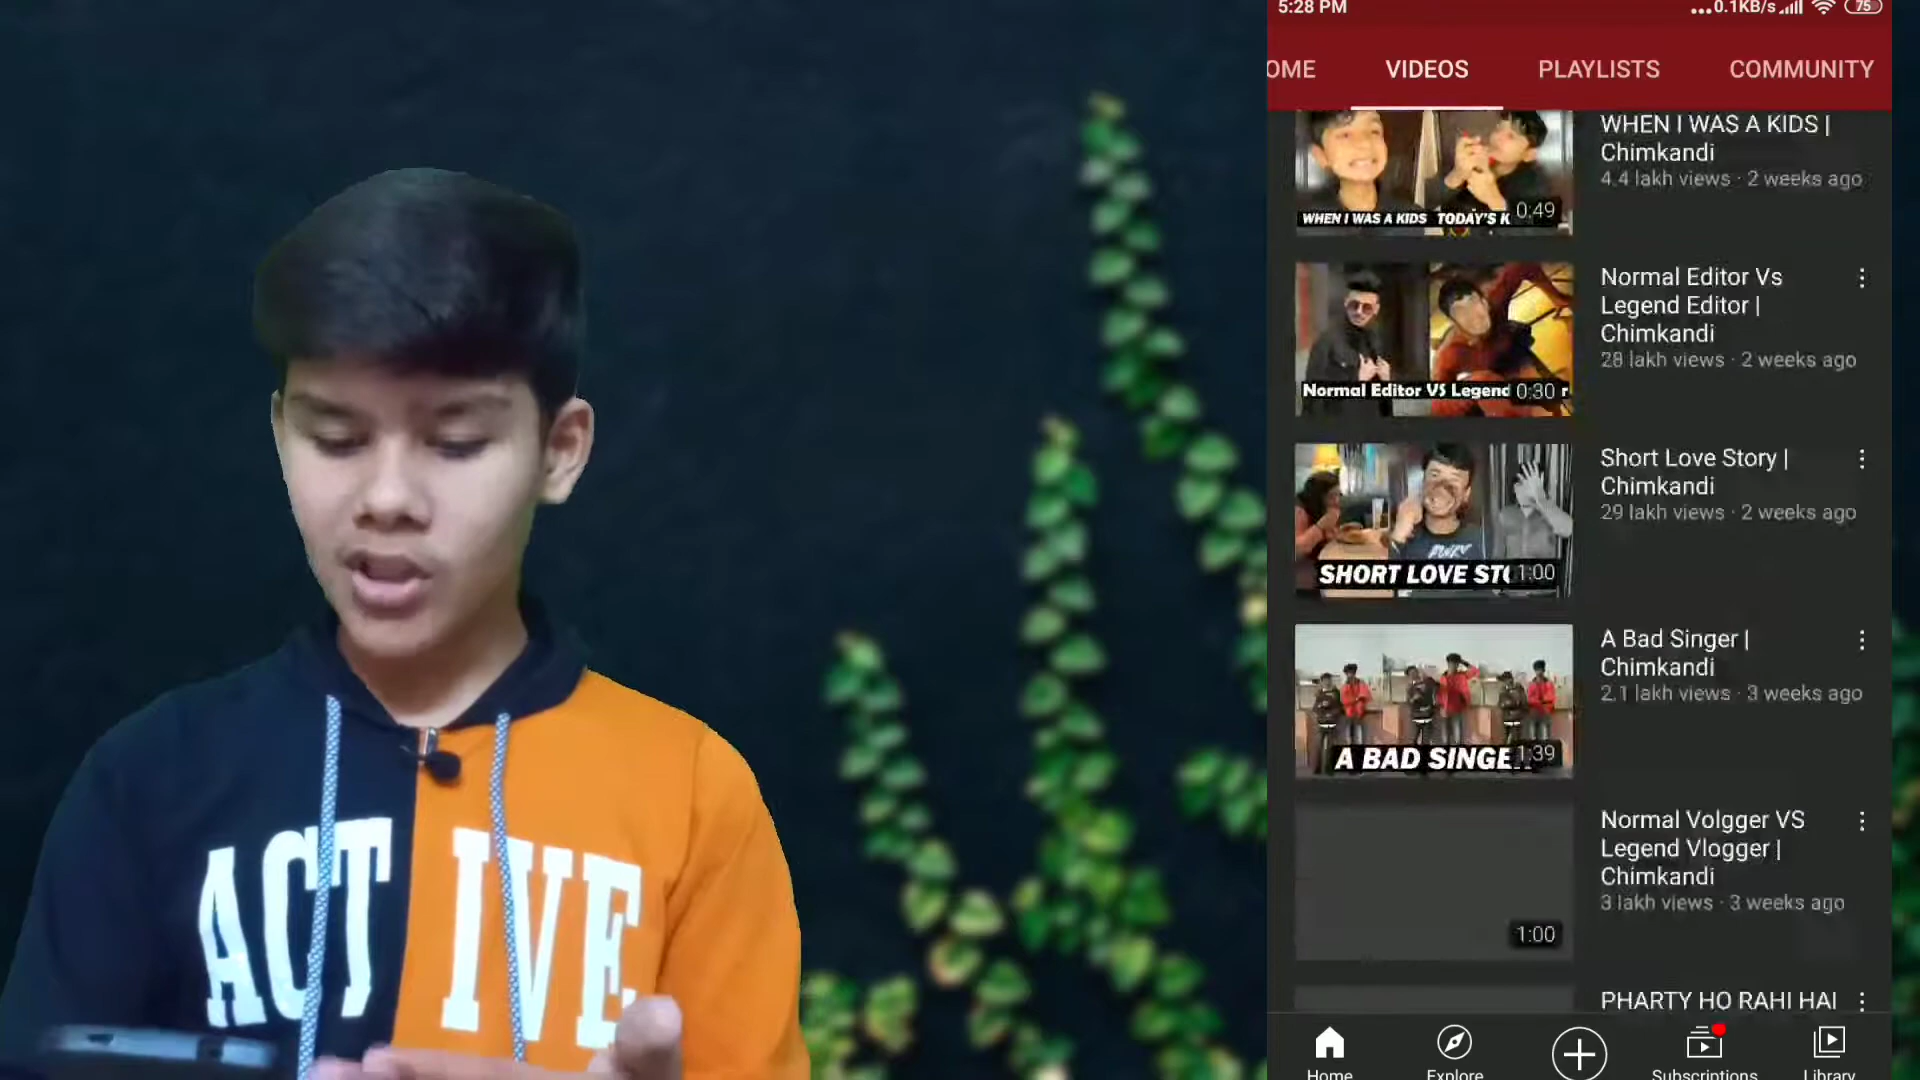 ACTIVE
5:28 PM
...0.1KB/s
75
OME VIDEOS PLAYLISTS COMMUNITY
WHEN I WAS A KIDS TODAY'S K
0:49
WHEN I WAS A KIDS |
Chimkandi
4.4 lakh views · 2 weeks ago
Normal Editor VS Legend
0:30
r
Normal Editor Vs
Legend Editor |
Chimkandi
28 lakh views · 2 weeks ago
SHORT LOVE STO
1:00
Short Love Story |
Chimkandi
29 lakh views · 2 weeks ago
A BAD SINGE
1:39
A Bad Singer |
Chimkandi
2.1 lakh views · 3 weeks ago
1:00
Normal Volgger VS
Legend Vlogger |
Chimkandi
3 lakh views · 3 weeks ago
PHARTY HO RAHI HAI
Home Explore Subscriptions Library